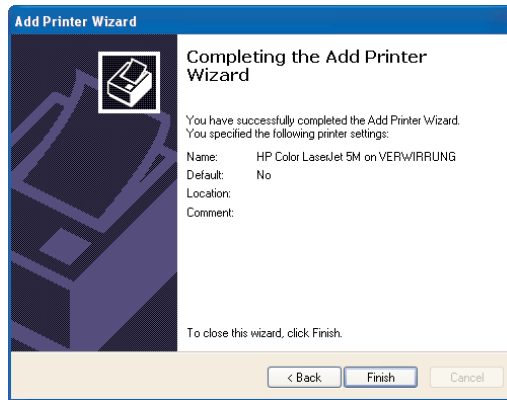 Add Printer Wizard
Completing the Add Printer
Wizard
You have successfully completed the Add Printer Wizard.
You specified the following printer settings:
Name: HP Color LaserJet 5M on VERWIRRUNG
Default: No
Location:
Comment:
To close this wizard, click Finish.
< Back Finish Cancel